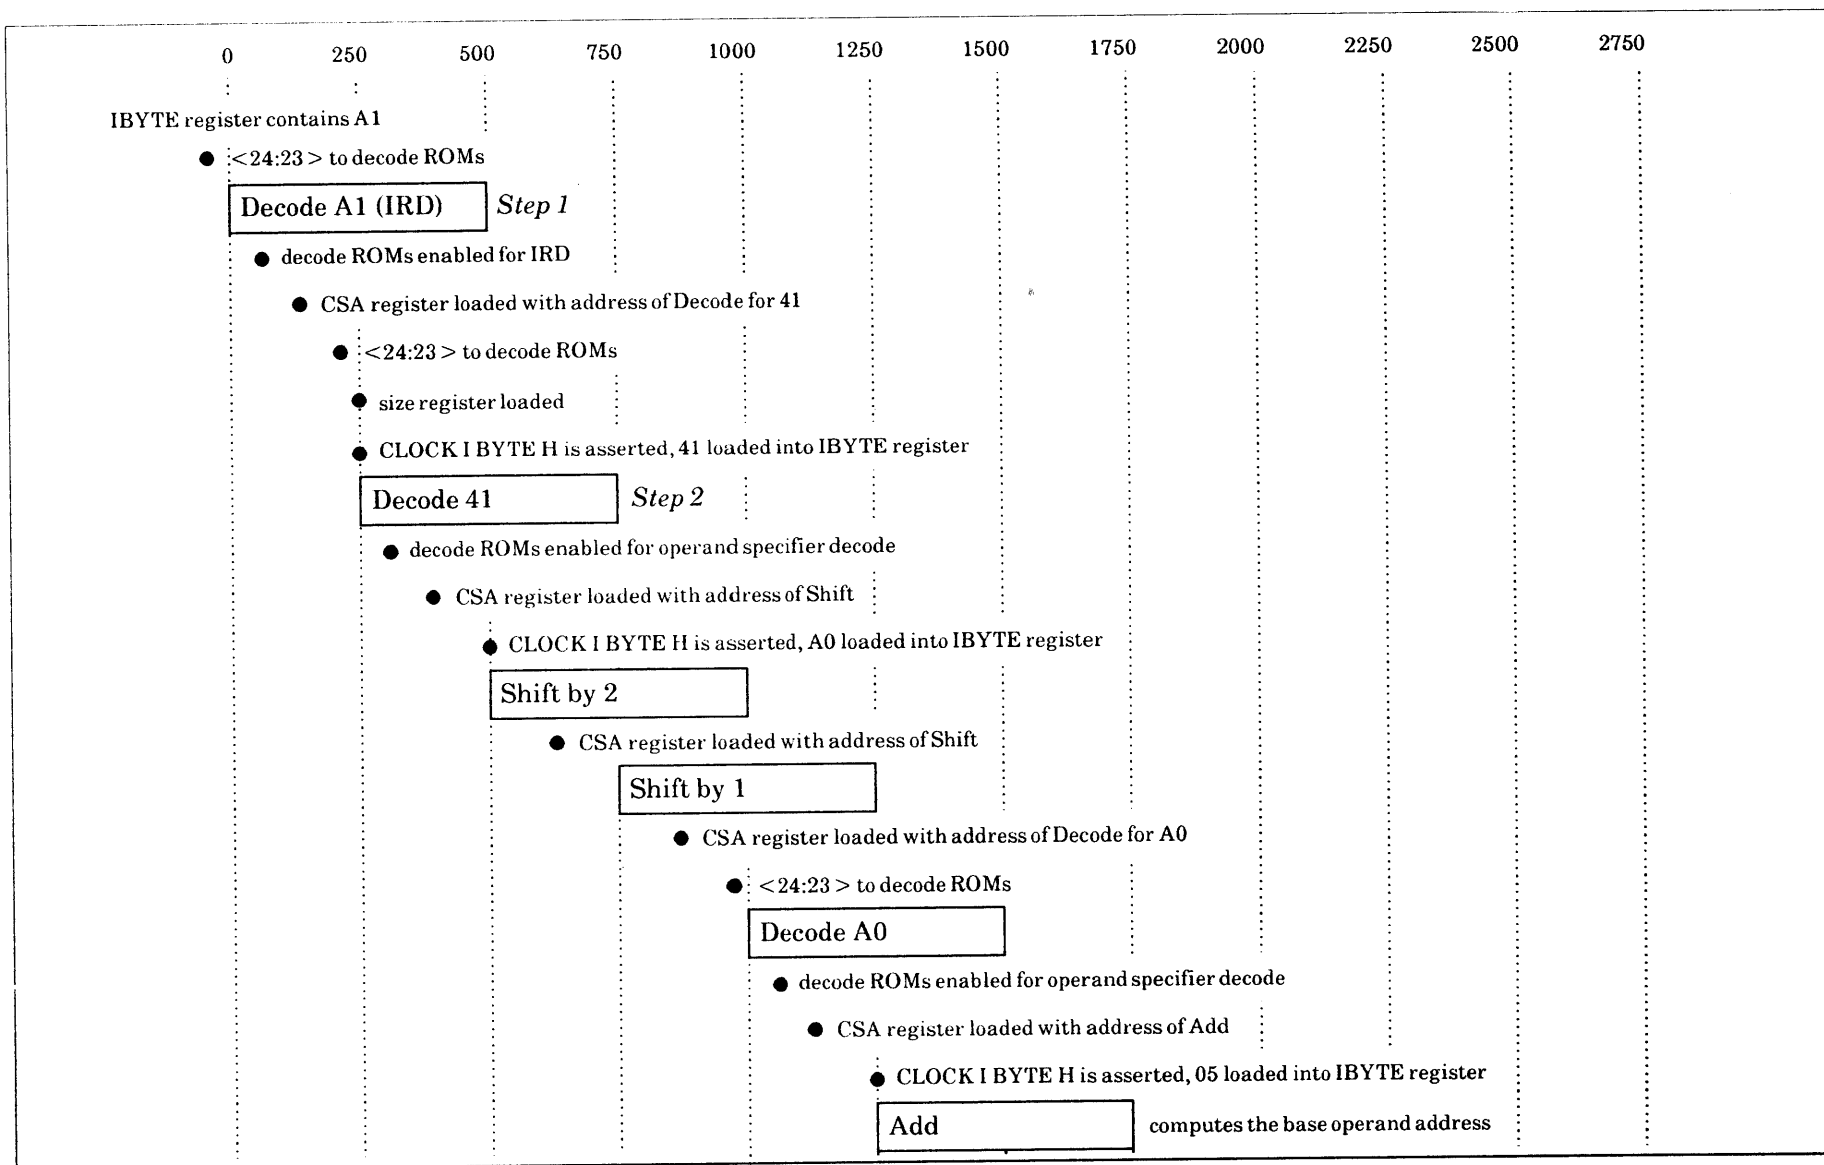 0 250 500 750 1000 1250 1500 1750 2000 2250 2500 2750
IBYTE register contains A1
<24:23> to decode ROMs
Decode A1 (IRD) Step 1
decode ROMs enabled for IRD
CSA register loaded with address of Decode for 41
<24:23> to decode ROMs
size register loaded
CLOCK I BYTE H is asserted, 41 loaded into IBYTE register
Decode 41 Step 2
decode ROMs enabled for operand specifier decode
CSA register loaded with address of Shift
CLOCK I BYTE H is asserted, A0 loaded into IBYTE register
Shift by 2
CSA register loaded with address of Shift
Shift by 1
CSA register loaded with address of Decode for A0
<24:23> to decode ROMs
Decode A0
decode ROMs enabled for operand specifier decode
CSA register loaded with address of Add
CLOCK I BYTE H is asserted, 05 loaded into IBYTE register
Add computes the base operand address